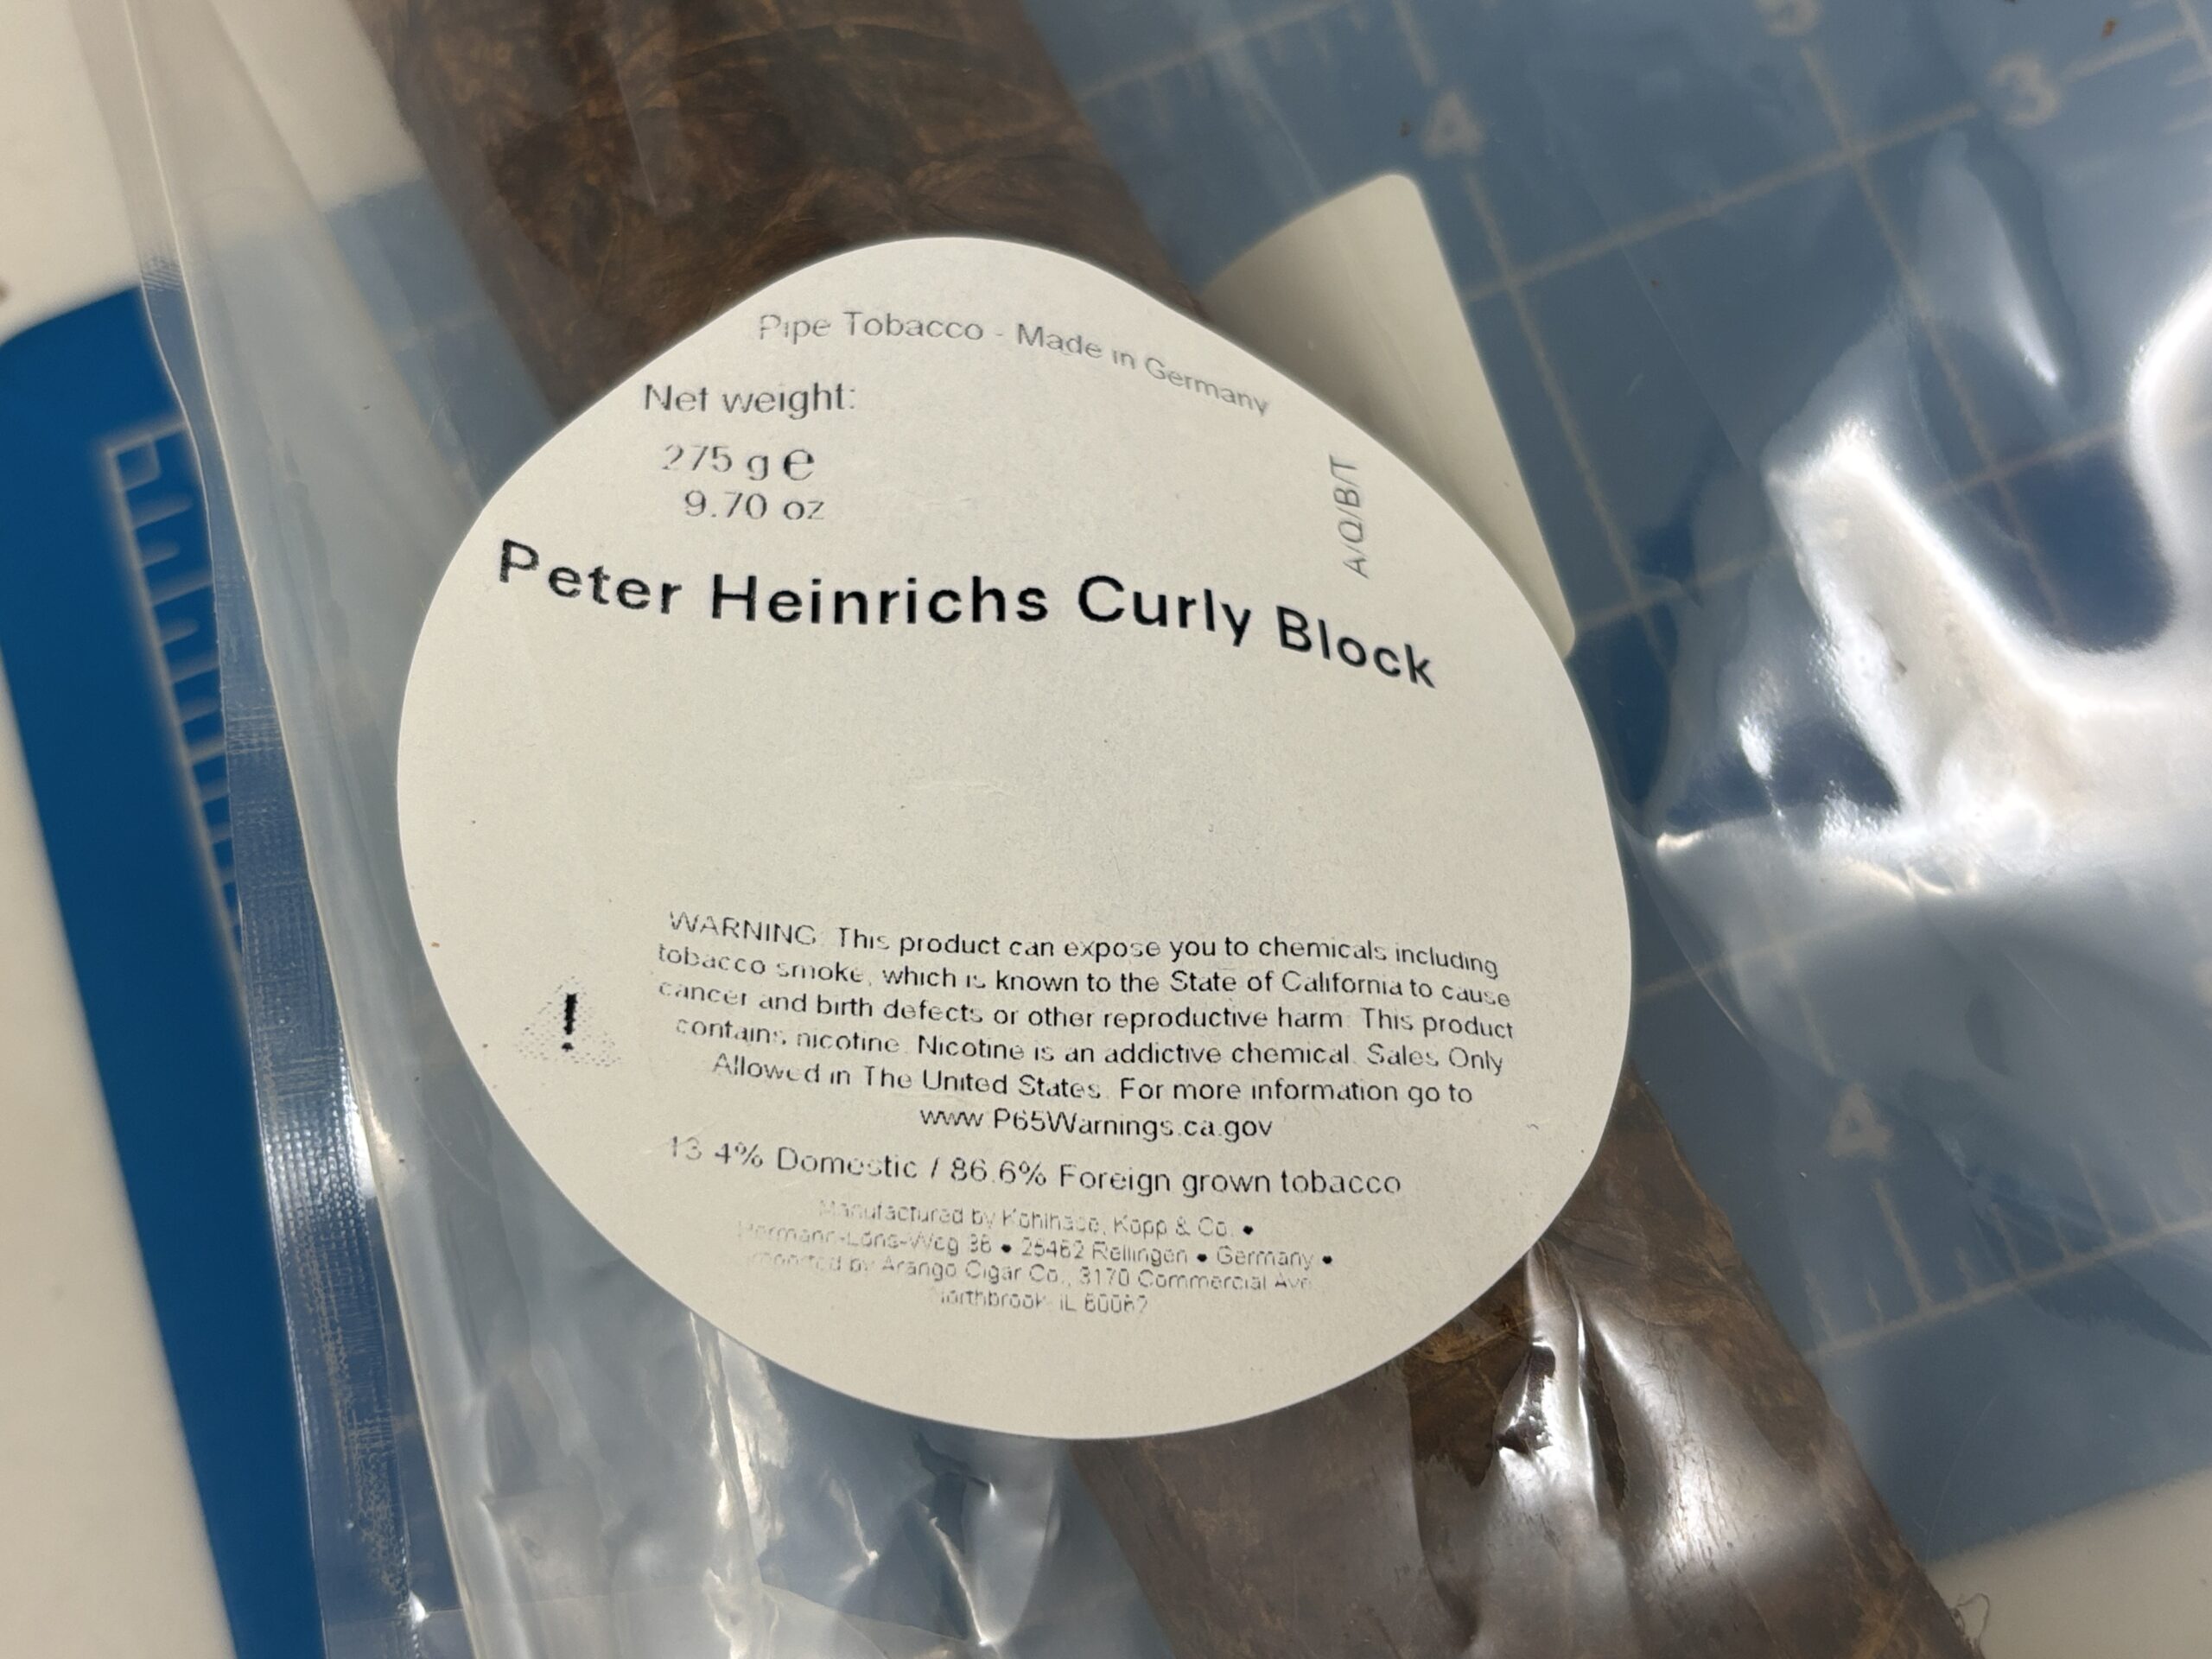 Pipe Tobacco - Made in Germany
Net weight:
275 g e
9.70 oz
A/Q/B/T
Peter Heinrichs Curly Block
WARNING: This product can expose you to chemicals including
tobacco smoke, which is known to the State of California to cause
cancer and birth defects or other reproductive harm. This product
contains nicotine. Nicotine is an addictive chemical. Sales Only
Allowed in The United States. For more information go to
www.P65Warnings.ca.gov
!
13.4% Domestic / 86.6% Foreign grown tobacco
Manufactured by Kohlhase, Kopp & Co. •
Hermann-Löns-Weg 36 • 25462 Rellingen • Germany •
Imported by Arango Cigar Co., 3170 Commercial Ave
Northbrook, IL 60062
4
5
3
4